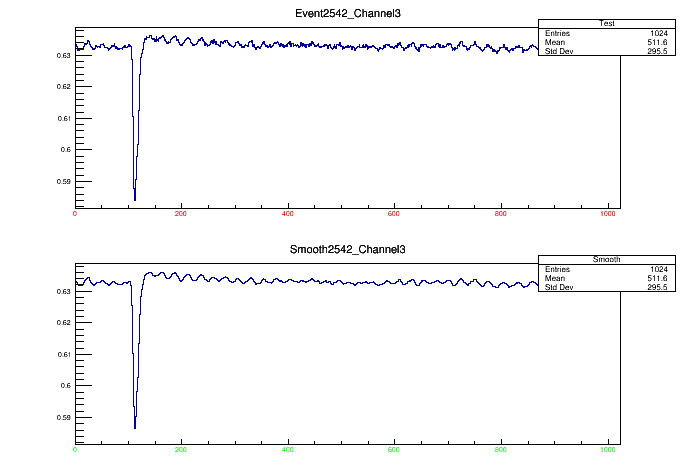 Event2542_Channel3
Test
Entries 1024
Mean 511.6
Std Dev 295.5
0.63
0.62
0.61
0.6
0.59
0 200 400 600 800 1000
Smooth2542_Channel3
Smooth
Entries 1024
Mean 511.6
Std Dev 295.5
0.63
0.62
0.61
0.6
0.59
0 200 400 600 800 1000